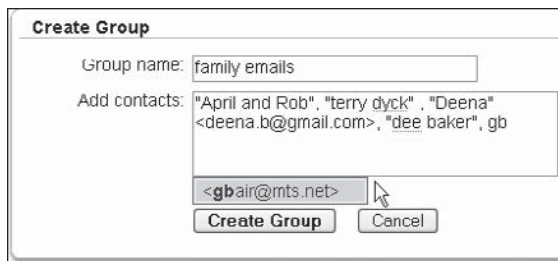 Create Group
Group name: family emails
Add contacts: "April and Rob", "terry dyck" , "Deena"
<deena.b@gmail.com>, "dee baker", gb
<gbair@mts.net>
Create Group Cancel